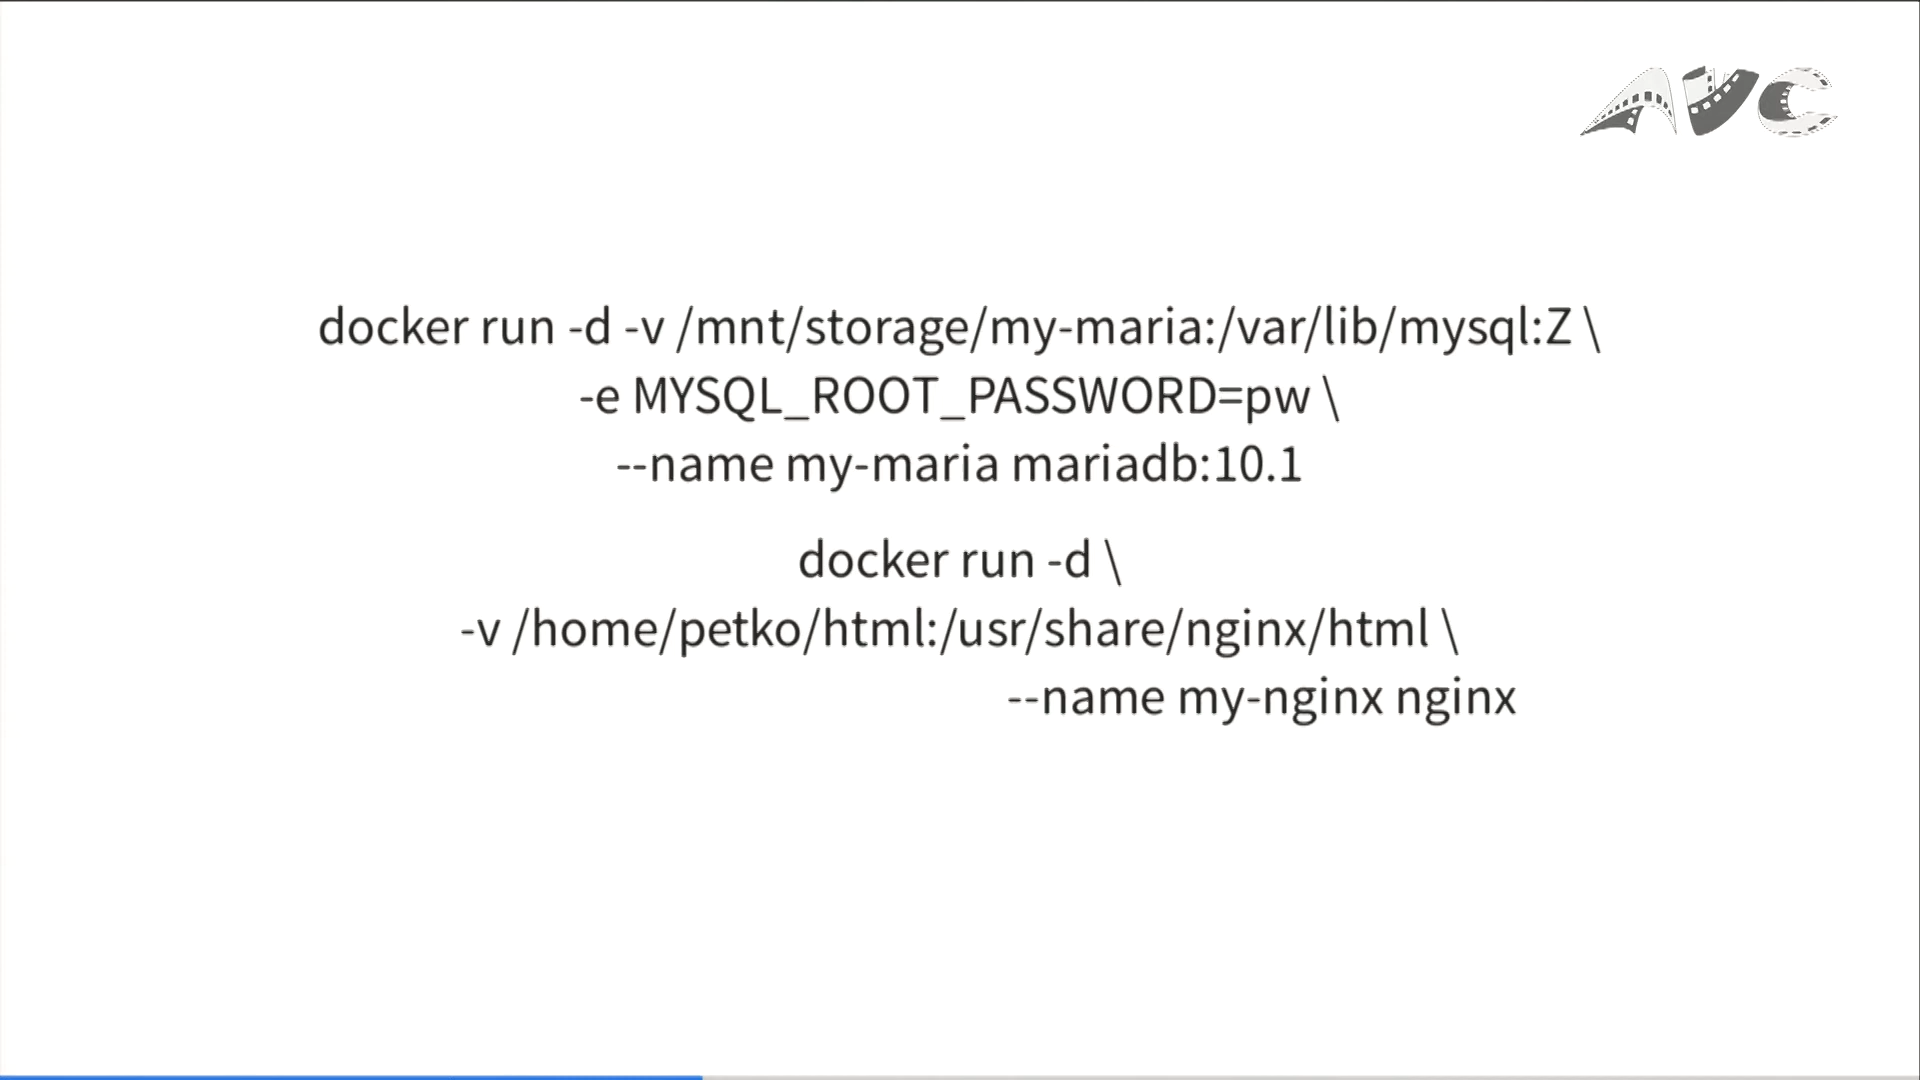 AVC
docker run -d -v /mnt/storage/my-maria:/var/lib/mysql:Z \
-e MYSQL_ROOT_PASSWORD=pw \
--name my-maria mariadb:10.1
docker run -d \
-v /home/petko/html:/usr/share/nginx/html \
--name my-nginx nginx